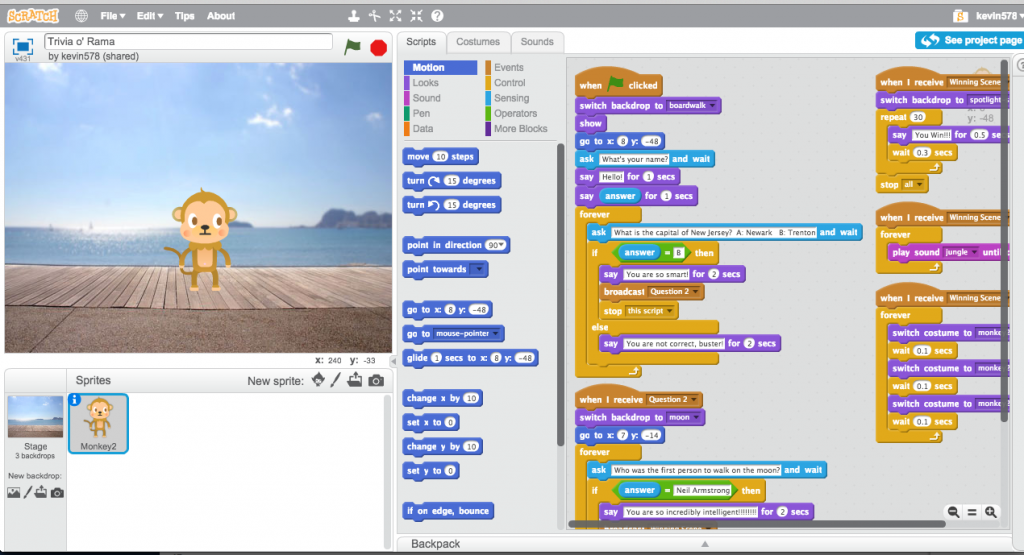 SCRATCH File Edit Tips About kevin578
Trivia o' Rama
by kevin578 (shared)
v431
See project page
Scripts Costumes Sounds
Motion Events
Looks Control
Sound Sensing
Pen Operators
Data More Blocks
move 10 steps
turn 15 degrees
turn 15 degrees
point in direction 90
point towards
go to x: 8 y: -48
go to mouse-pointer
glide 1 secs to x: 8 y: -48
change x by 10
set x to 0
change y by 10
set y to 0
if on edge, bounce
x: 240 y: -33
Sprites New sprite:
Stage
3 backdrops
New backdrop:
Monkey2
when clicked
switch backdrop to boardwalk
show
go to x: 8 y: -48
ask What's your name? and wait
say Hello! for 1 secs
say answer for 1 secs
forever
ask What is the capital of New Jersey? A: Newark B: Trenton and wait
if answer = B then
say You are so smart! for 2 secs
broadcast Question 2
stop this script
else
say You are not correct, buster! for 2 secs
when I receive Question 2
switch backdrop to moon
go to x: 7 y: -14
forever
ask Who was the first person to walk on the moon? and wait
if answer = Neil Armstrong then
say You are so incredibly intelligent!!!!!!!!! for 2 secs
when I receive Winning Scene
switch backdrop to spotlight
y: -48
repeat 30
say You Win!!! for 0.5 s
wait 0.3 secs
stop all
when I receive Winning Scene
forever
play sound jungle until
when I receive Winning Scene
forever
switch costume to monke
wait 0.1 secs
switch costume to monke
wait 0.1 secs
switch costume to monke
wait 0.1 secs
Backpack